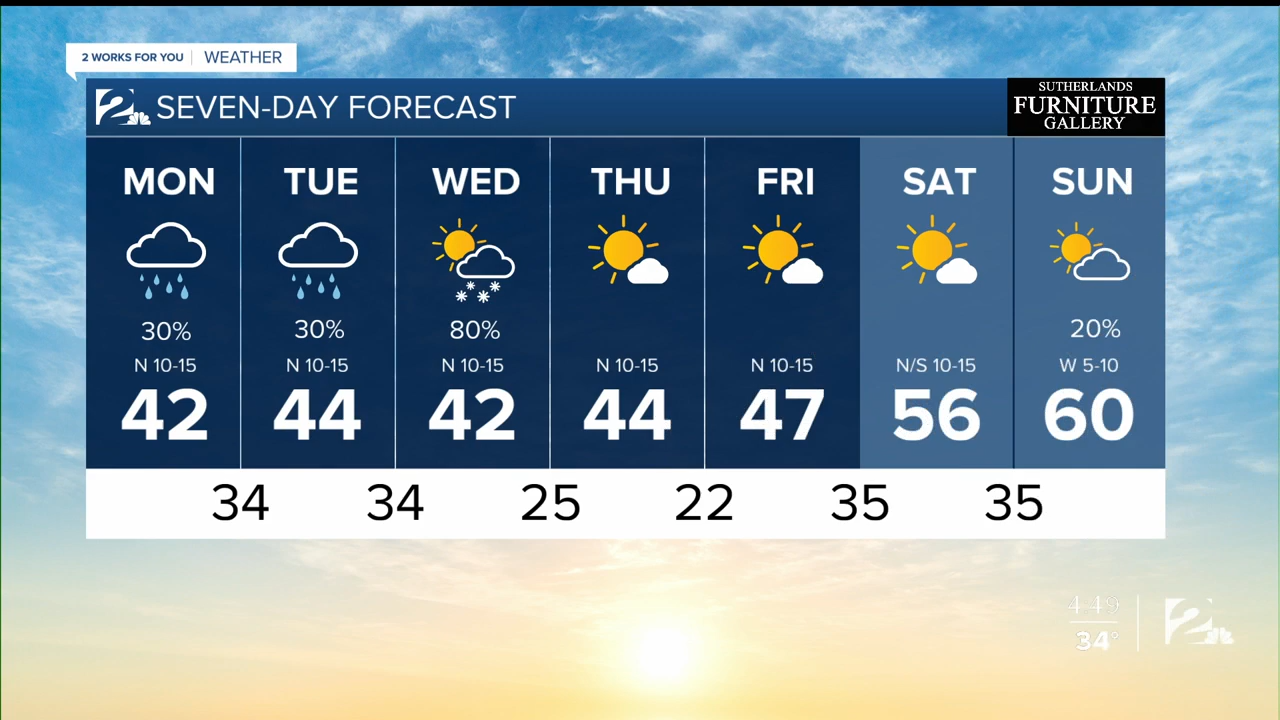 2 WORKS FOR YOU | WEATHER
2 SEVEN-DAY FORECAST
SUTHERLANDS
FURNITURE
GALLERY
MON TUE WED THU FRI SAT SUN
30% 30% 80% 20%
N 10-15 N 10-15 N 10-15 N 10-15 N 10-15 N/S 10-15 W 5-10
42 44 42 44 47 56 60
34 34 25 22 35 35
4:49
34°
2